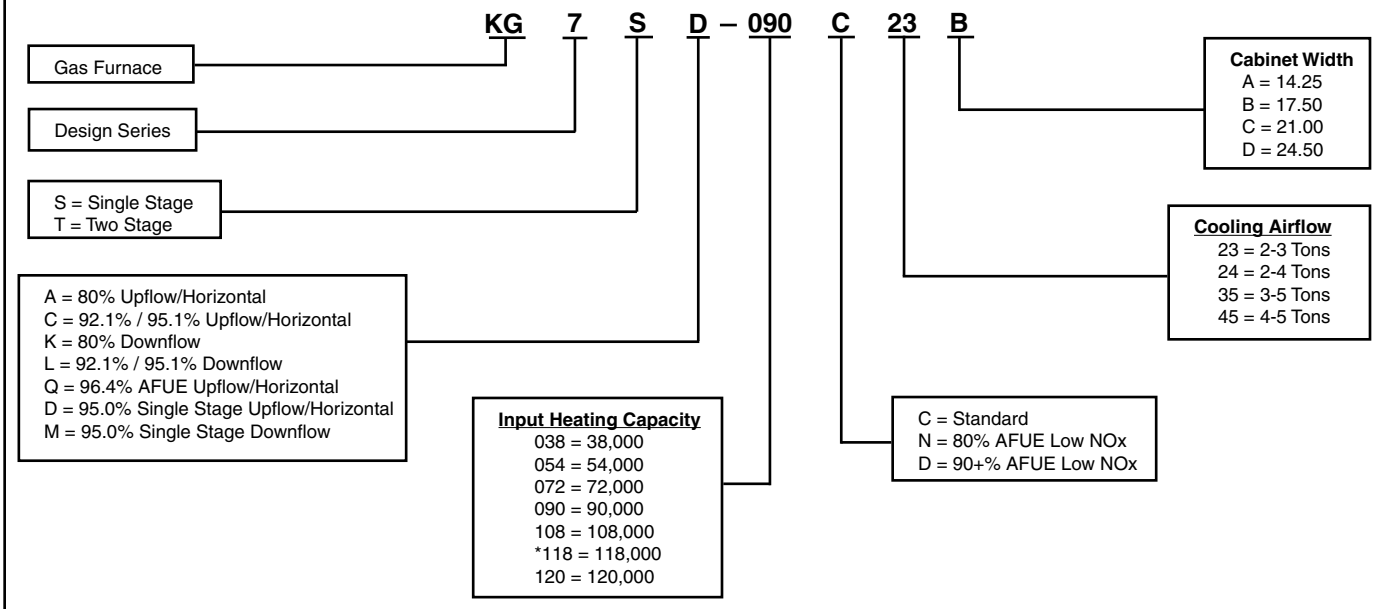 KG 7 S D – 090 C 23 B
Gas Furnace
Design Series
S = Single Stage
T = Two Stage
A = 80% Upflow/Horizontal
C = 92.1% / 95.1% Upflow/Horizontal
K = 80% Downflow
L = 92.1% / 95.1% Downflow
Q = 96.4% AFUE Upflow/Horizontal
D = 95.0% Single Stage Upflow/Horizontal
M = 95.0% Single Stage Downflow
Input Heating Capacity
038 = 38,000
054 = 54,000
072 = 72,000
090 = 90,000
108 = 108,000
*118 = 118,000
120 = 120,000
C = Standard
N = 80% AFUE Low NOx
D = 90+% AFUE Low NOx
Cooling Airflow
23 = 2-3 Tons
24 = 2-4 Tons
35 = 3-5 Tons
45 = 4-5 Tons
Cabinet Width
A = 14.25
B = 17.50
C = 21.00
D = 24.50